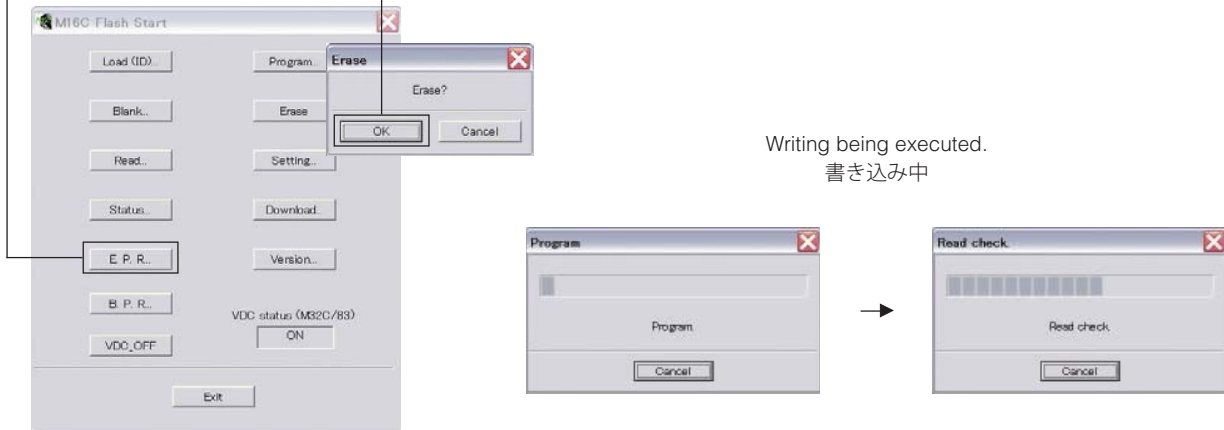 M16C Flash Start
Load (ID)...
Program...
Blank...
Erase
Read...
Setting...
Status...
Download...
E. P. R...
Version...
B. P. R...
VDC status (M32C/83)
ON
VDC_OFF
Exit
Erase
Erase?
OK
Cancel
Writing being executed.
書き込み中
Program
Program.
Cancel
Read check.
Read check.
Cancel